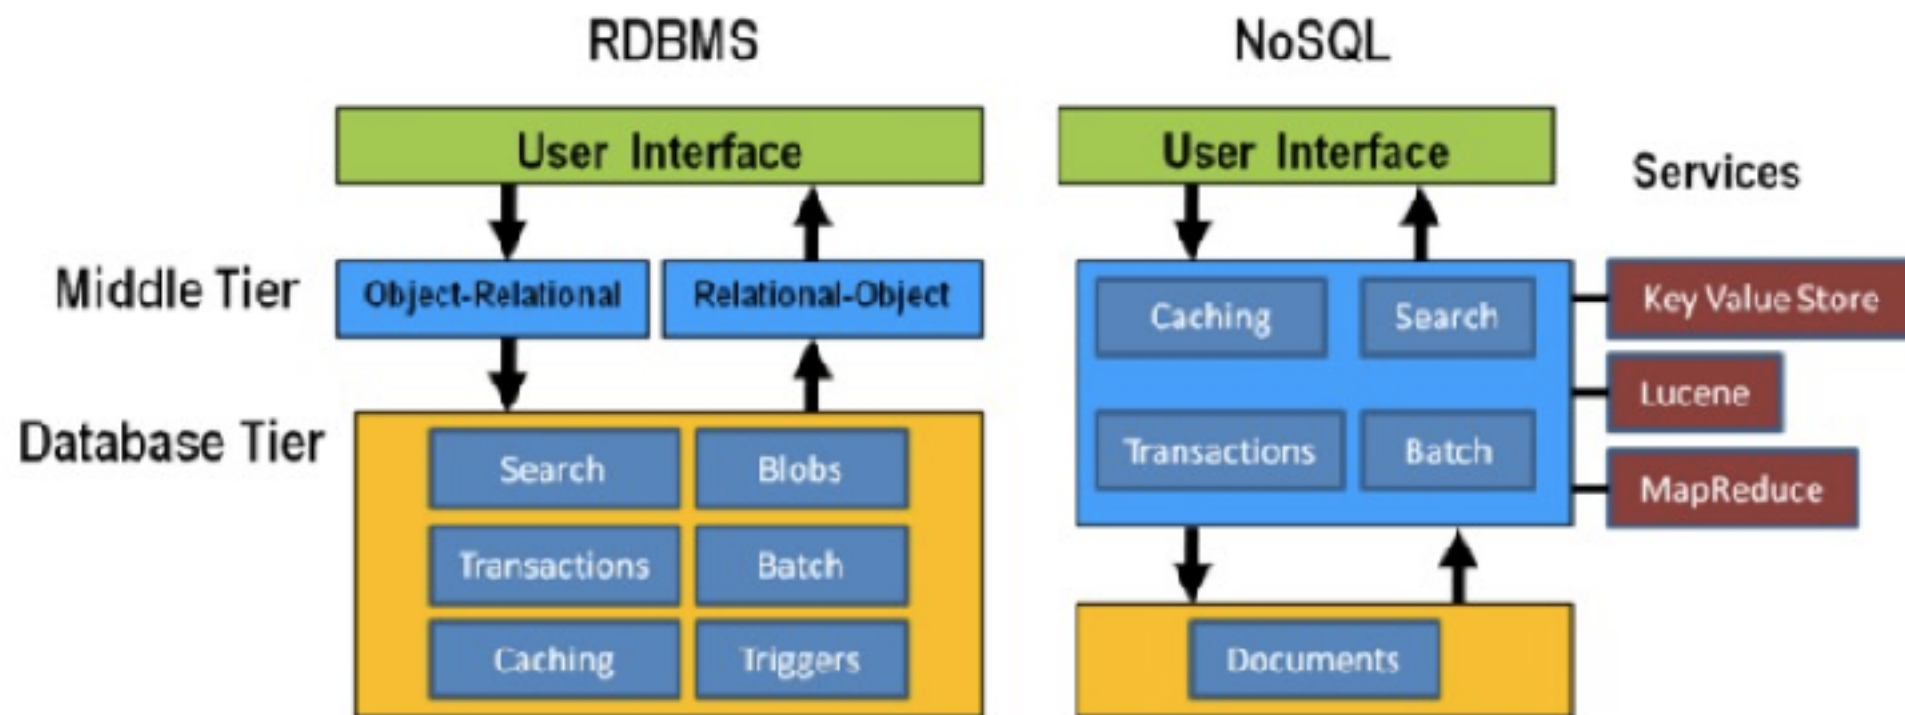 RDBMS
NoSQL
User Interface
User Interface
Services
Middle Tier
Object-Relational
Relational-Object
Caching
Search
Key Value Store
Lucene
Database Tier
Search
Blobs
Transactions
Batch
MapReduce
Transactions
Batch
Caching
Triggers
Documents